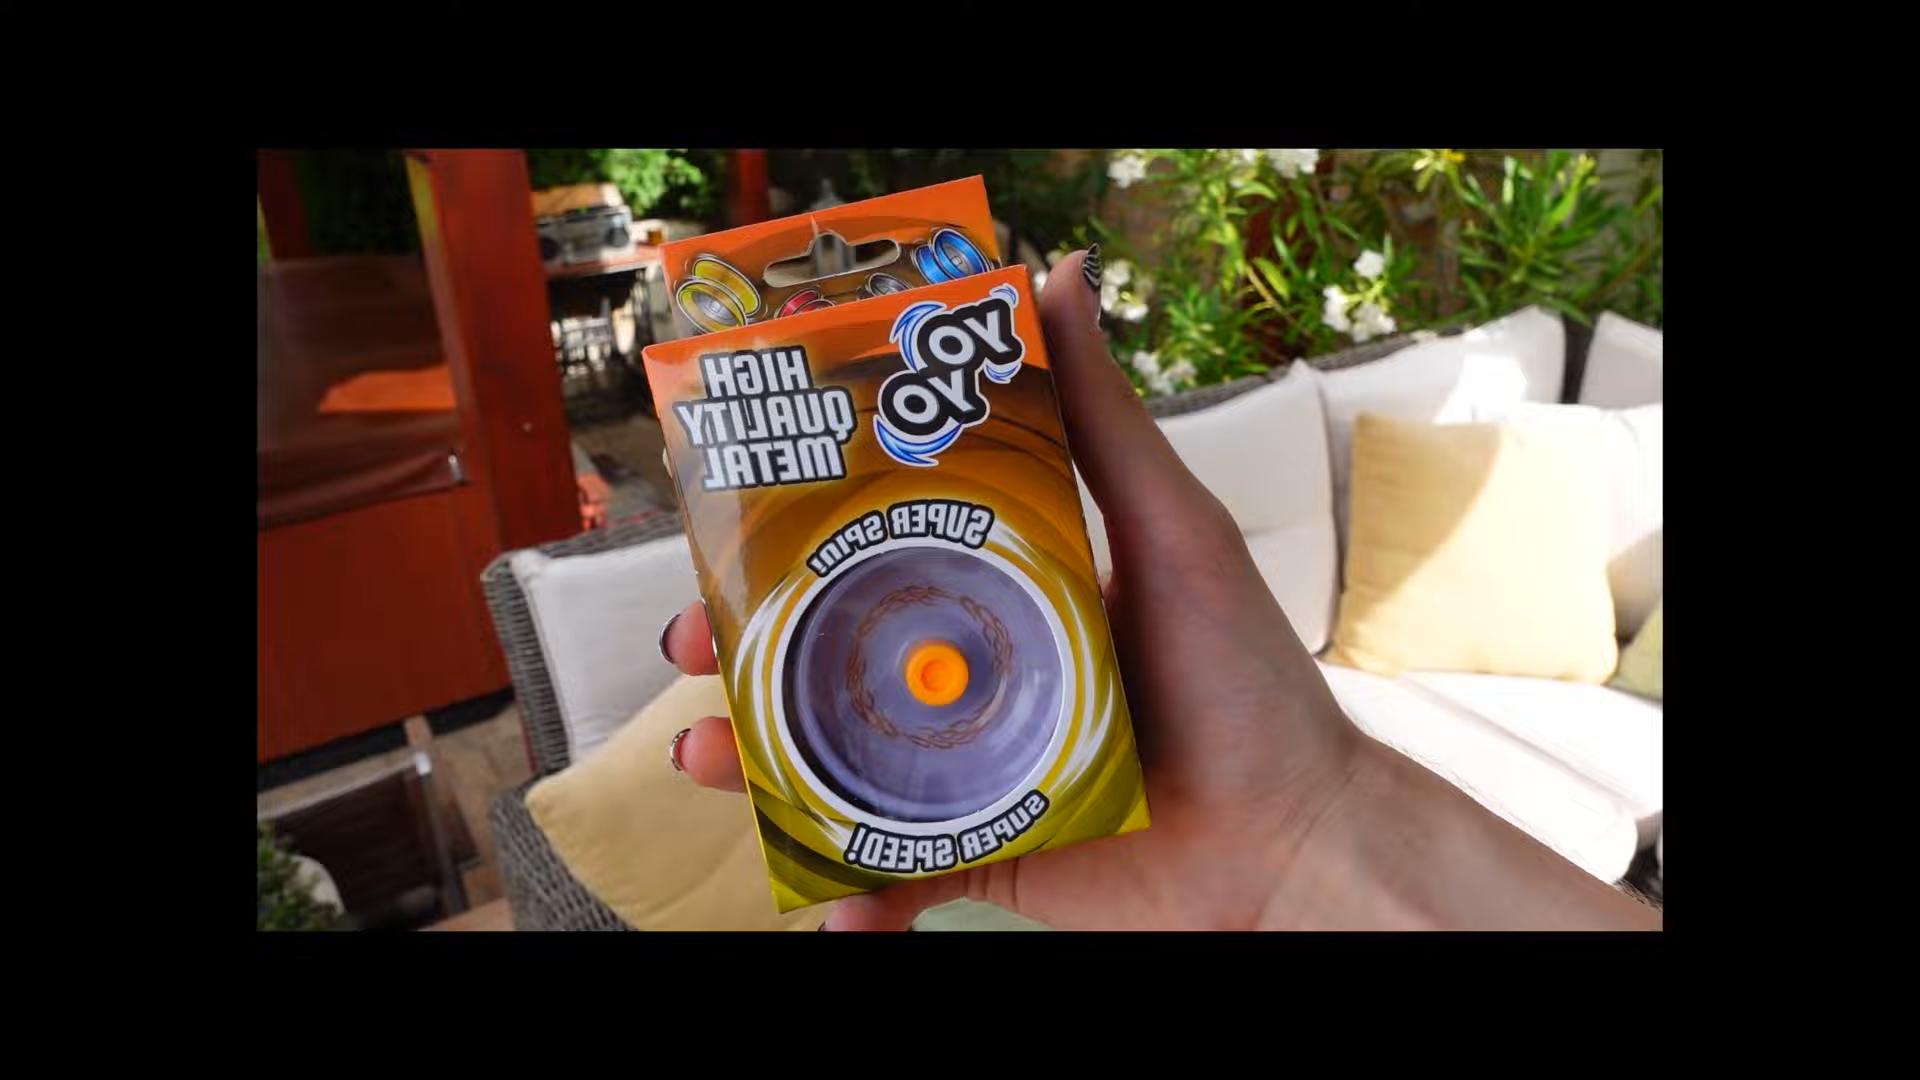 YO
YO
HIGH
QUALITY
METAL
SUPER SPIN!
SUPER SPEED!